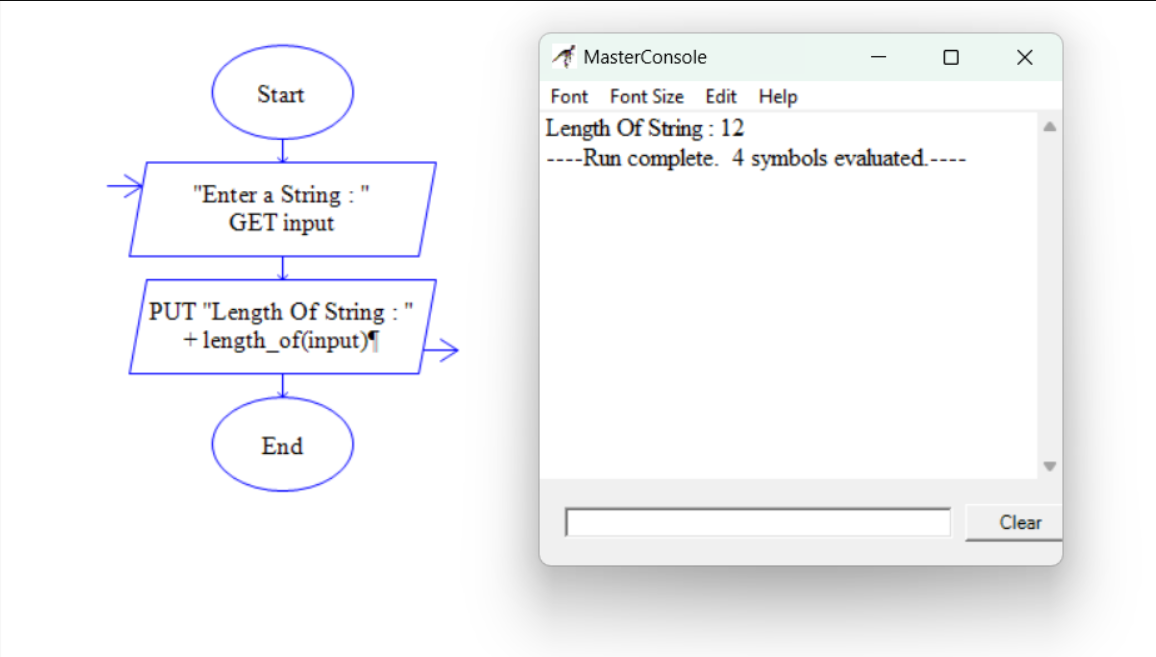 Start
"Enter a String : "
GET input
PUT "Length Of String : "
+ length_of(input)¶
End
MasterConsole
Font Font Size Edit Help
Length Of String : 12
----Run complete.  4 symbols evaluated.----
Clear